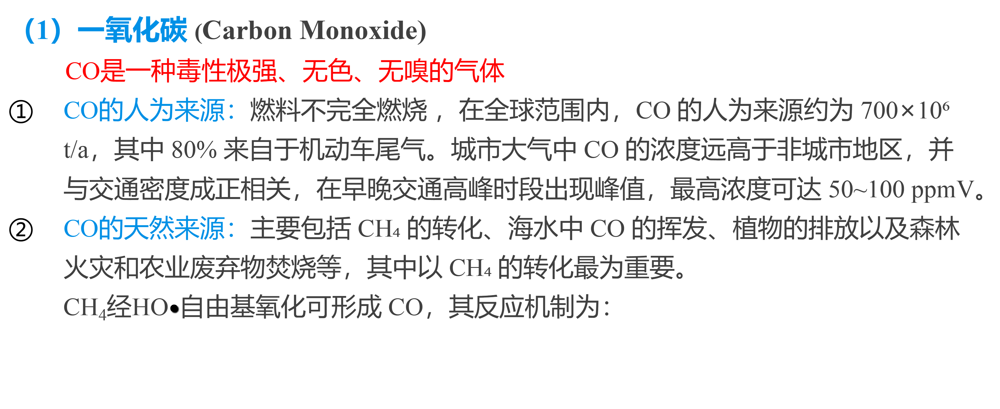 （1）一氧化碳 (Carbon Monoxide)
CO是一种毒性极强、无色、无嗅的气体
① CO的人为来源：燃料不完全燃烧 ，在全球范围内，CO 的人为来源约为 700×10⁶
t/a，其中 80% 来自于机动车尾气。城市大气中 CO 的浓度远高于非城市地区，并
与交通密度成正相关，在早晚交通高峰时段出现峰值，最高浓度可达 50~100 ppmV。
② CO的天然来源：主要包括 CH₄ 的转化、海水中 CO 的挥发、植物的排放以及森林
火灾和农业废弃物焚烧等，其中以 CH₄ 的转化最为重要。
CH₄经HO•自由基氧化可形成 CO，其反应机制为：